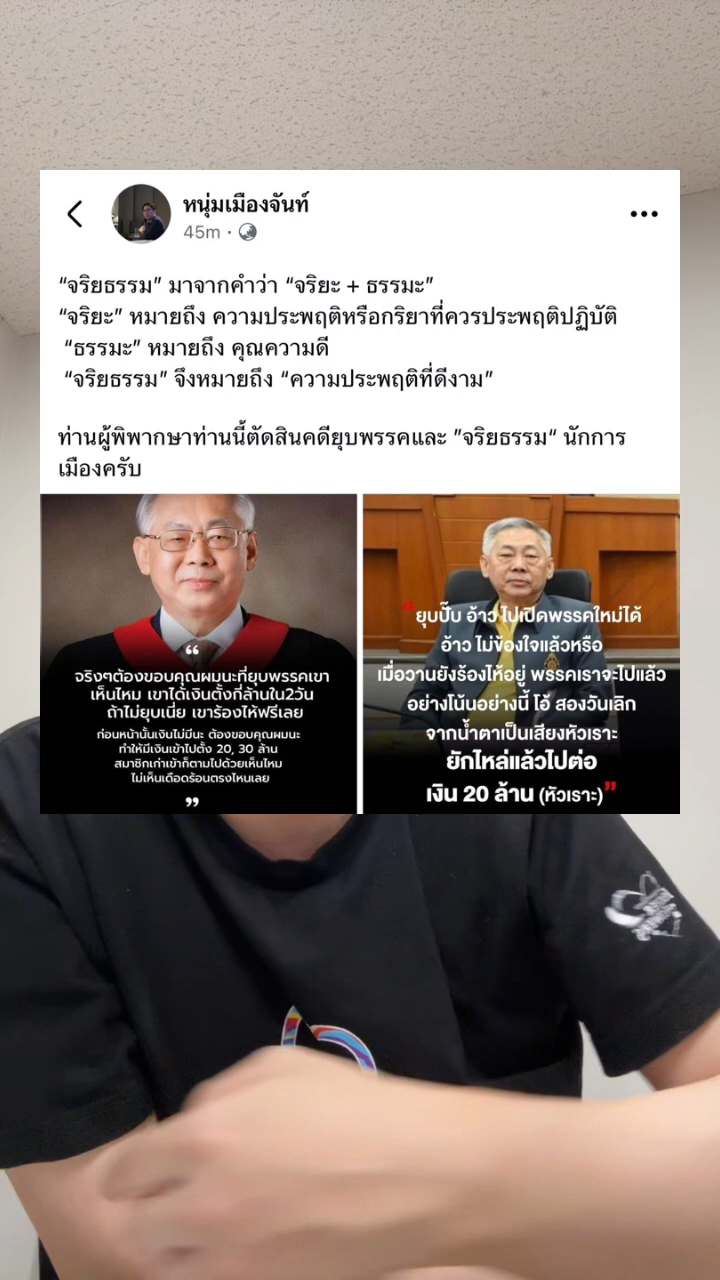 หนุ่มเมืองจันท์
45m
“จริยธรรม” มาจากคำว่า “จริยะ + ธรรมะ”
“จริยะ” หมายถึง ความประพฤติหรือกริยาที่ควรประพฤติปฏิบัติ
“ธรรมะ” หมายถึง คุณความดี
“จริยธรรม” จึงหมายถึง “ความประพฤติที่ดีงาม”
ท่านผู้พิพากษาท่านนี้ตัดสินคดียุบพรรคและ ”จริยธรรม“ นักการ
เมืองครับ
“
จริงๆต้องขอบคุณผมนะที่ยุบพรรคเขา
เห็นไหม เขาได้เงินตั้งกี่ล้านใน2วัน
ถ้าไม่ยุบเนี่ย เขาร้องไห้ฟรีเลย
ก่อนหน้านั้นเงินไม่มีนะ ต้องขอบคุณผมนะ
ทำให้มีเงินเข้าไปตั้ง 20, 30 ล้าน
สมาชิกเก่าเข้าก็ตามไปด้วยเห็นไหม
ไม่เห็นเดือดร้อนตรงไหนเลย
”
“ยุบปั๊บ อ้าว ไปเปิดพรรคใหม่ได้
อ้าว ไม่ข้องใจแล้วหรือ
เมื่อวานยังร้องไห้อยู่ พรรคเราจะไปแล้ว
อย่างโน้นอย่างนี้ โอ้ สองวันเลิก
จากน้ำตาเป็นเสียงหัวเราะ
ยักไหล่แล้วไปต่อ
เงิน 20 ล้าน (หัวเราะ)”